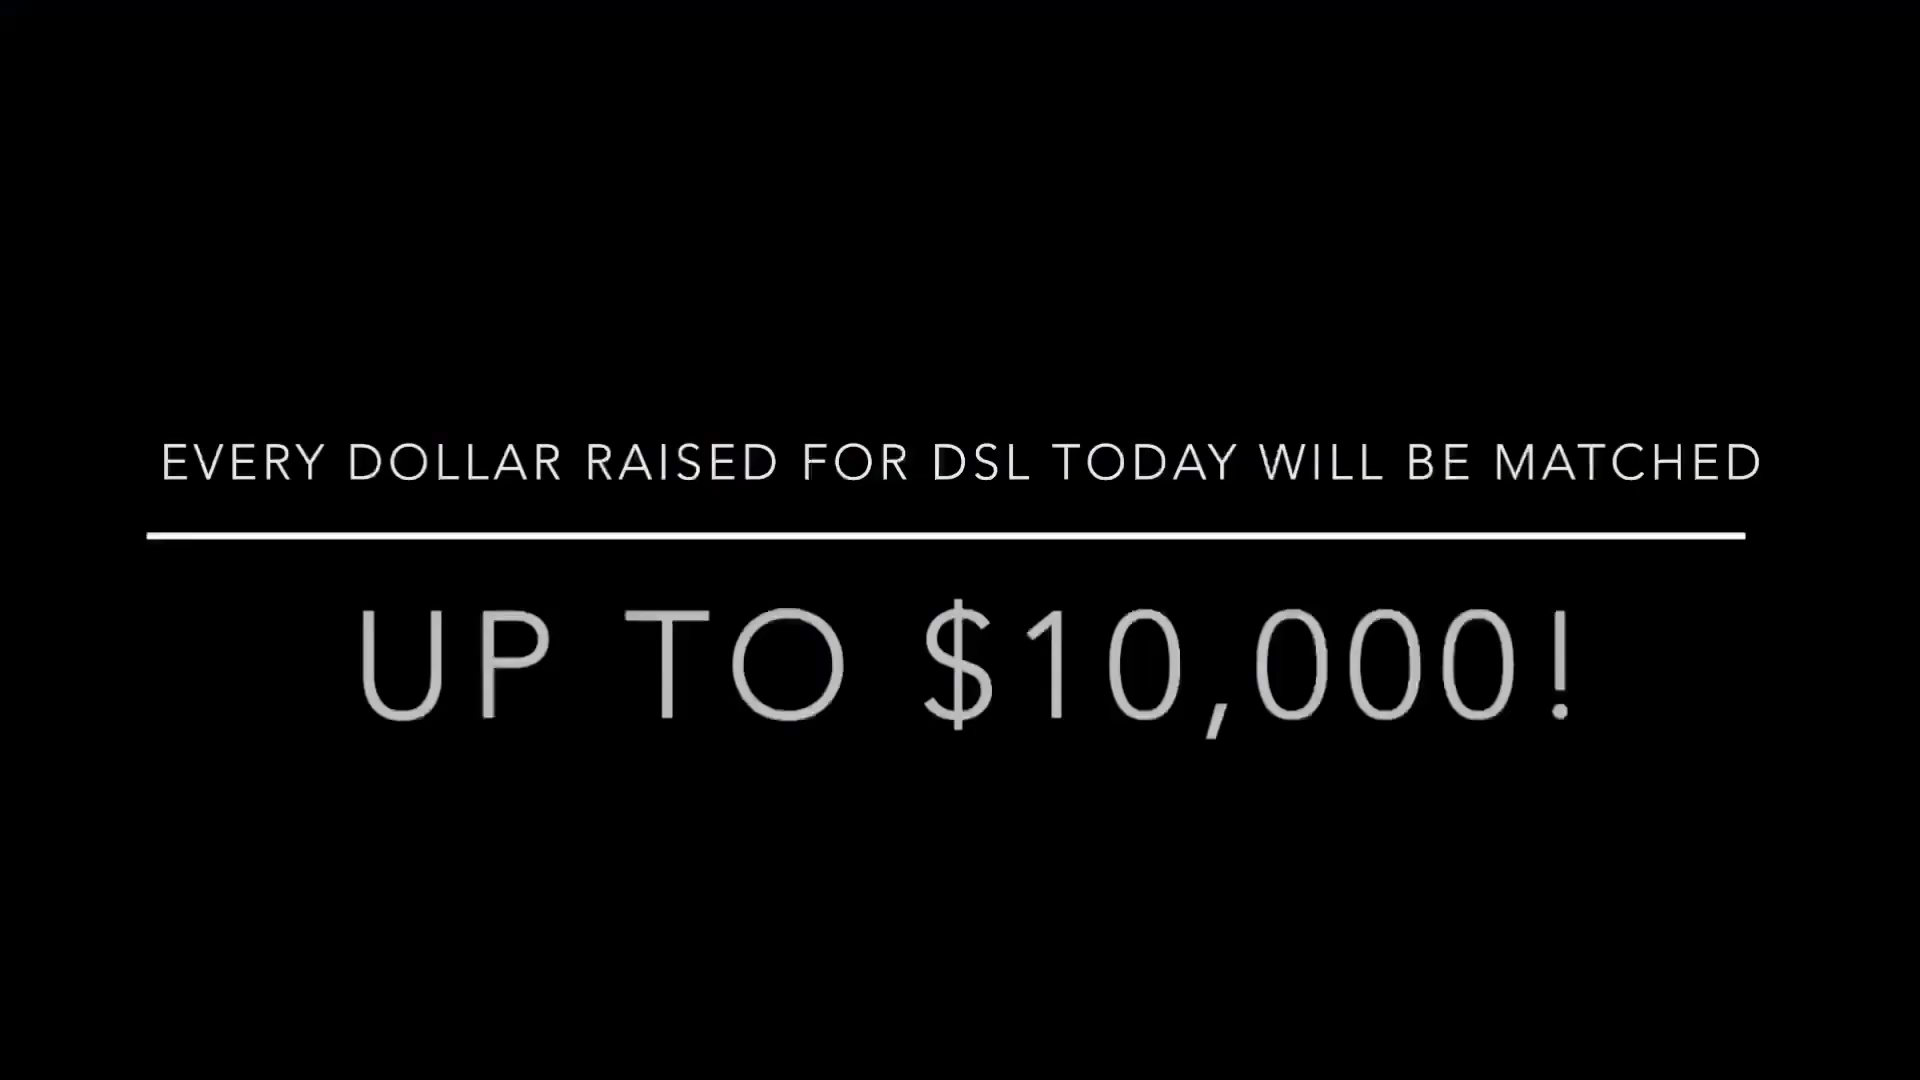 EVERY DOLLAR RAISED FOR DSL TODAY WILL BE MATCHED
UP TO $10,000!